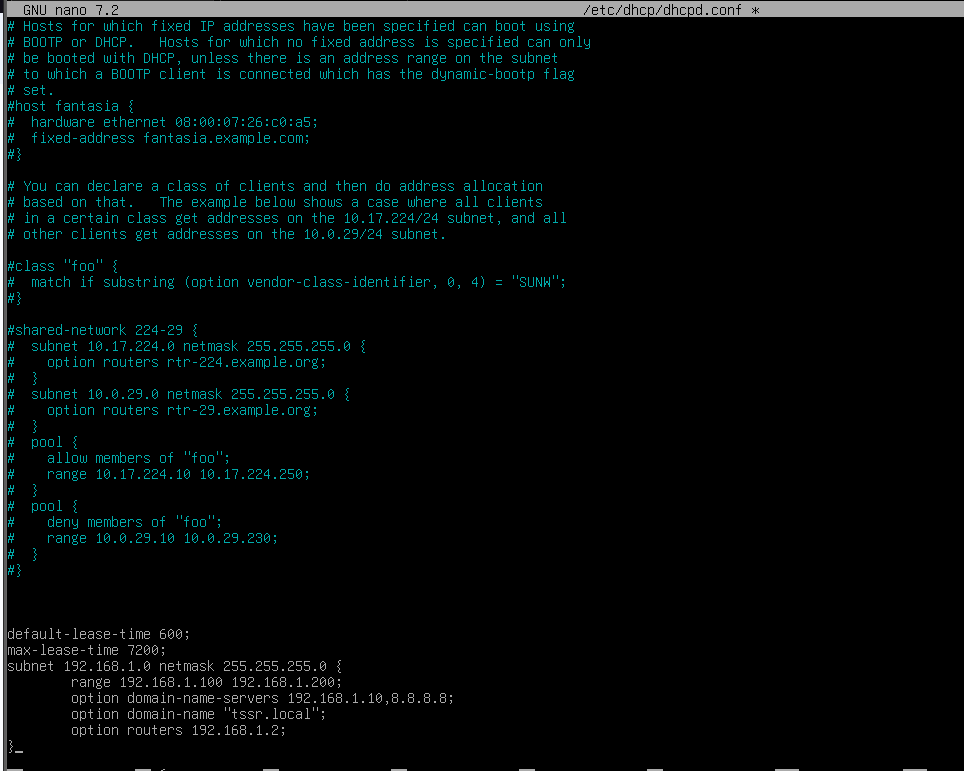 GNU nano 7.2 /etc/dhcp/dhcpd.conf *
# Hosts for which fixed IP addresses have been specified can boot using
# BOOTP or DHCP.   Hosts for which no fixed address is specified can only
# be booted with DHCP, unless there is an address range on the subnet
# to which a BOOTP client is connected which has the dynamic-bootp flag
# set.
#host fantasia {
#  hardware ethernet 08:00:07:26:c0:a5;
#  fixed-address fantasia.example.com;
#}

# You can declare a class of clients and then do address allocation
# based on that.   The example below shows a case where all clients
# in a certain class get addresses on the 10.17.224/24 subnet, and all
# other clients get addresses on the 10.0.29/24 subnet.

#class "foo" {
#  match if substring (option vendor-class-identifier, 0, 4) = "SUNW";
#}

#shared-network 224-29 {
#  subnet 10.17.224.0 netmask 255.255.255.0 {
#    option routers rtr-224.example.org;
#  }
#  subnet 10.0.29.0 netmask 255.255.255.0 {
#    option routers rtr-29.example.org;
#  }
#  pool {
#    allow members of "foo";
#    range 10.17.224.10 10.17.224.250;
#  }
#  pool {
#    deny members of "foo";
#    range 10.0.29.10 10.0.29.230;
#  }
#}

default-lease-time 600;
max-lease-time 7200;
subnet 192.168.1.0 netmask 255.255.255.0 {
        range 192.168.1.100 192.168.1.200;
        option domain-name-servers 192.168.1.10,8.8.8.8;
        option domain-name "tssr.local";
        option routers 192.168.1.2;
}_